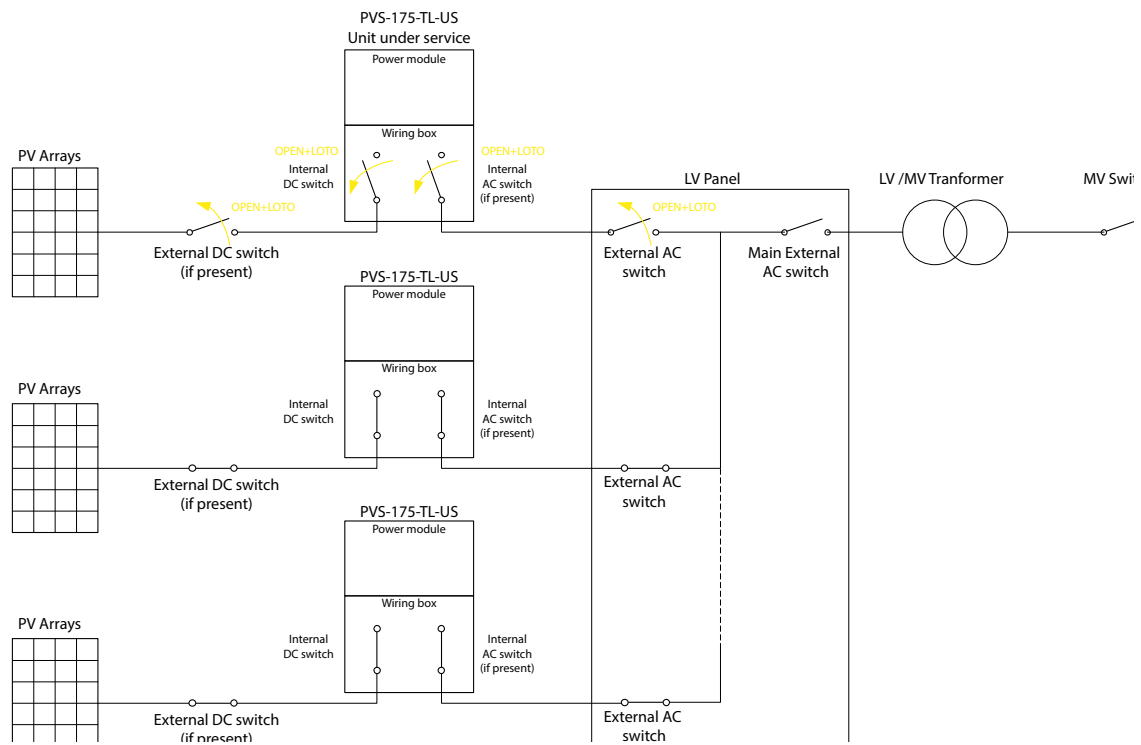 PVS-175-TL-US
Unit under service
Power module
Wiring box
OPEN+LOTO
Internal
DC switch
OPEN+LOTO
Internal
AC switch
(if present)
PV Arrays
OPEN+LOTO
External DC switch
(if present)
LV Panel
OPEN+LOTO
External AC
switch
Main External
AC switch
LV /MV Tranformer
MV Swit
PVS-175-TL-US
Power module
Wiring box
Internal
DC switch
Internal
AC switch
(if present)
PV Arrays
External DC switch
(if present)
External AC
switch
PVS-175-TL-US
Power module
Wiring box
Internal
DC switch
Internal
AC switch
(if present)
PV Arrays
External DC switch
(if present)
External AC
switch